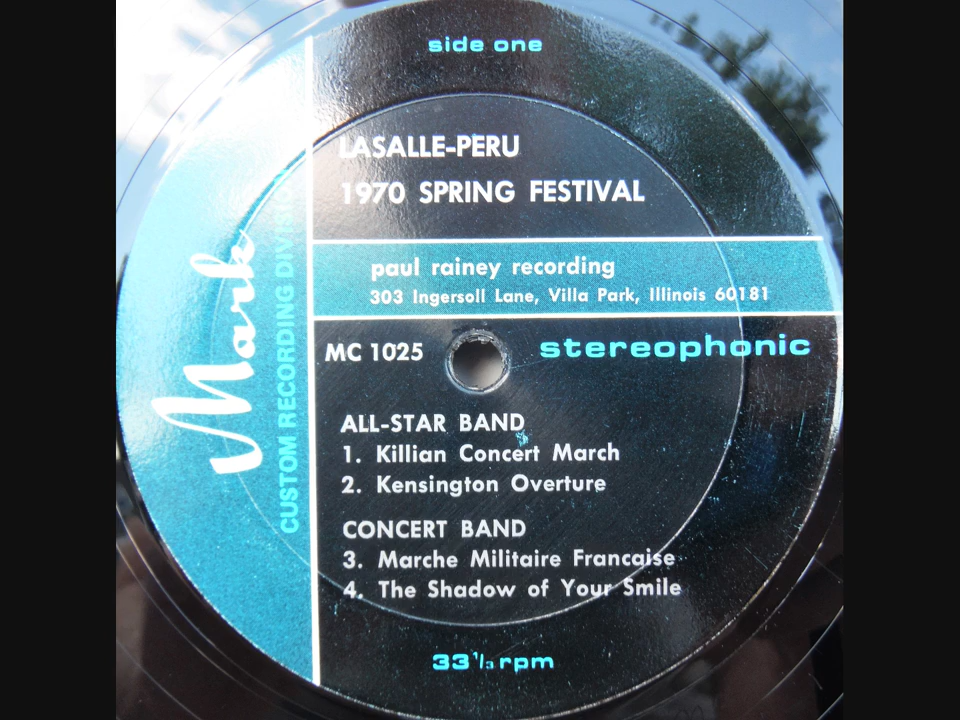 side one
LASALLE-PERU
1970 SPRING FESTIVAL
paul rainey recording
303 Ingersoll Lane, Villa Park, Illinois 60181
Mark
CUSTOM RECORDING DIVISION
MC 1025
stereophonic
ALL-STAR BAND
1. Killian Concert March
2. Kensington Overture
CONCERT BAND
3. Marche Militaire Francaise
4. The Shadow of Your Smile
33 1/3 rpm